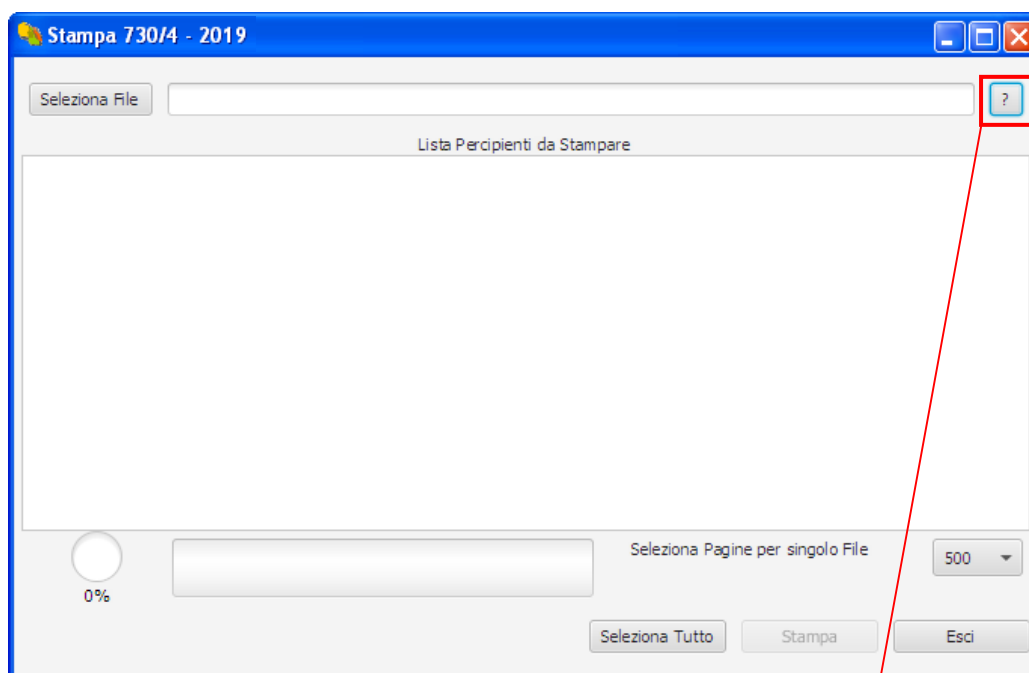 Stampa 730/4 - 2019
Seleziona File
?
Lista Percipienti da Stampare
Seleziona Pagine per singolo File
500
0%
Seleziona Tutto
Stampa
Esci